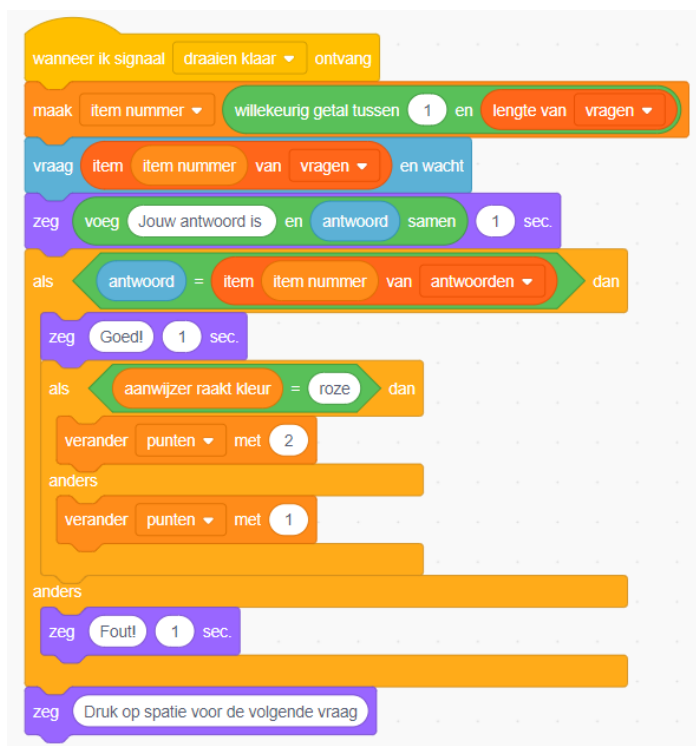 wanneer ik signaal draaien klaar ontvang
maak item nummer willekeurig getal tussen 1 en lengte van vragen
vraag item item nummer van vragen en wacht
zeg voeg Jouw antwoord is en antwoord samen 1 sec.
als antwoord = item item nummer van antwoorden dan
zeg Goed! 1 sec.
als aanwijzer raakt kleur = roze dan
verander punten met 2
anders
verander punten met 1
anders
zeg Fout! 1 sec.
zeg Druk op spatie voor de volgende vraag